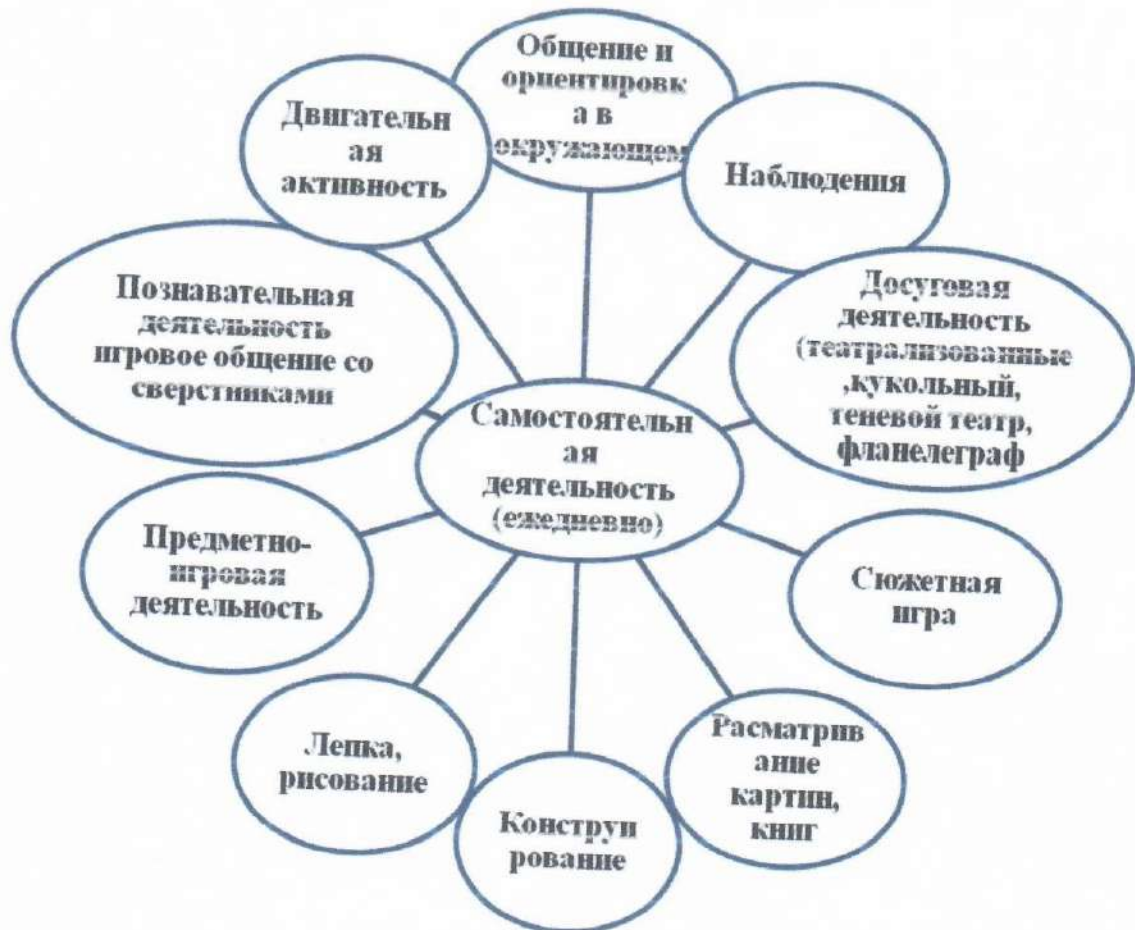 Общение и
ориентировк
а в
окружающем
Двигательн
ая
активность
Наблюдения
Познавательная
деятельность
игровое общение со
сверстниками
Досуговая
деятельность
(театрализованные
,кукольный,
теневой театр,
фланелеграф
Самостоятельн
ая
деятельность
(ежедневно)
Предметно-
игровая
деятельность
Сюжетная
игра
Лепка,
рисование
Конструи
рование
Расматрив
ание
картин,
книг